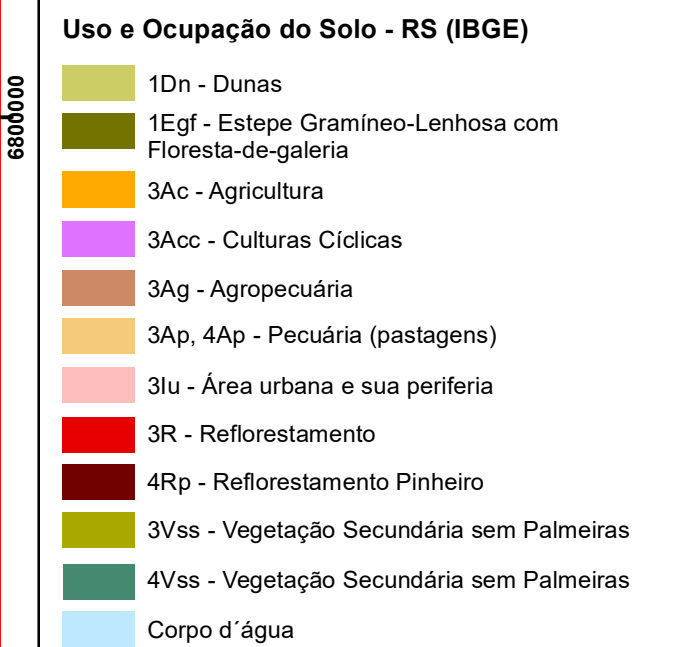 Uso e Ocupação do Solo - RS (IBGE)
1Dn - Dunas
1Egf - Estepe Gramíneo-Lenhosa com
Floresta-de-galeria
3Ac - Agricultura
3Acc - Culturas Cíclicas
3Ag - Agropecuária
3Ap, 4Ap - Pecuária (pastagens)
3Iu - Área urbana e sua periferia
3R - Reflorestamento
4Rp - Reflorestamento Pinheiro
3Vss - Vegetação Secundária sem Palmeiras
4Vss - Vegetação Secundária sem Palmeiras
Corpo d´água
6800000